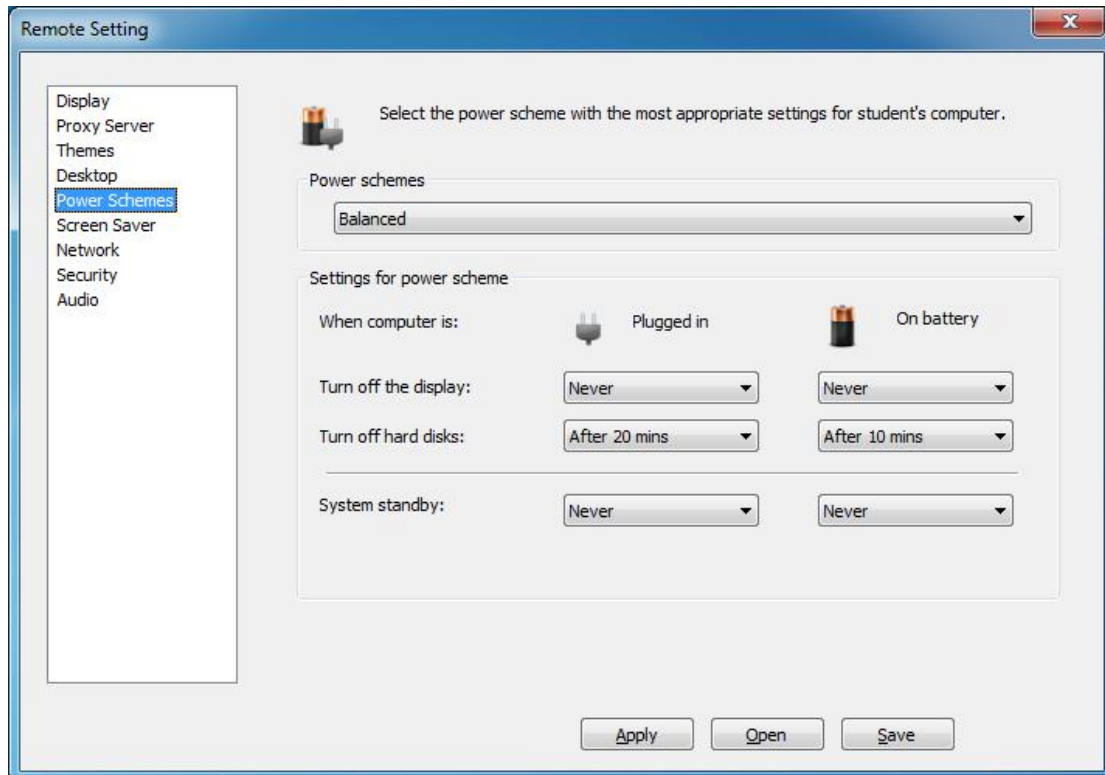 Remote Setting
Display
Proxy Server
Themes
Desktop
Power Schemes
Screen Saver
Network
Security
Audio
Select the power scheme with the most appropriate settings for student's computer.
Power schemes
Balanced
Settings for power scheme
When computer is: Plugged in On battery
Turn off the display: Never Never
Turn off hard disks: After 20 mins After 10 mins
System standby: Never Never
Apply Open Save